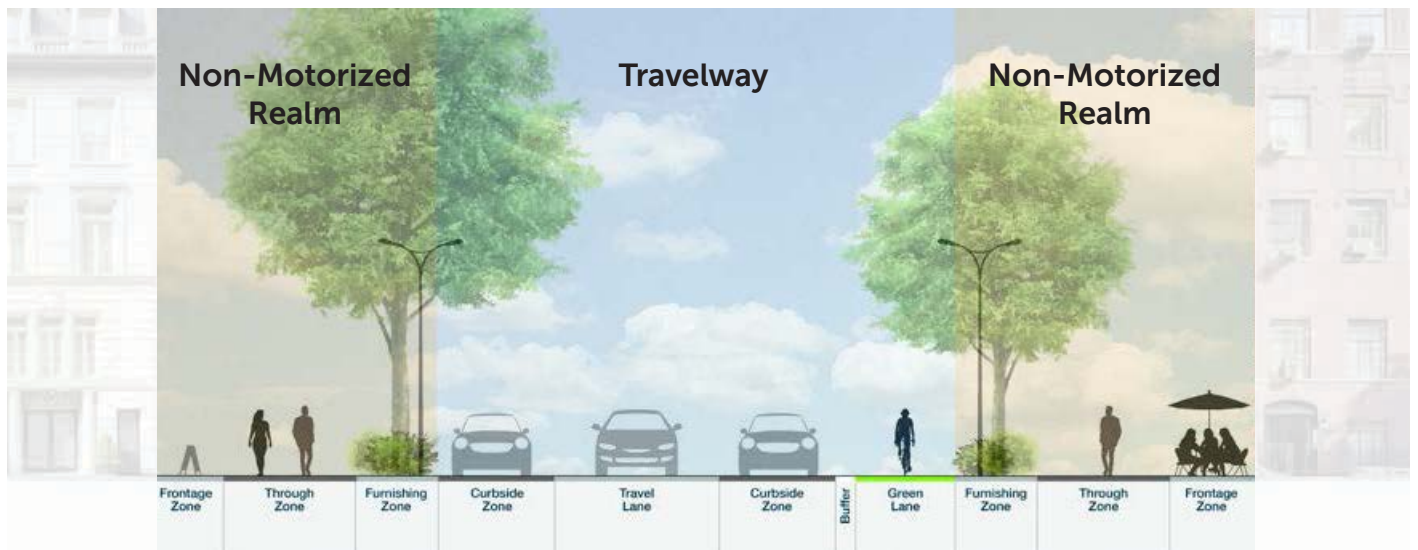 Non-Motorized
Realm
Travelway
Non-Motorized
Realm
Frontage
Zone
Through
Zone
Furnishing
Zone
Curbside
Zone
Travel
Lane
Curbside
Zone
Buffer
Green
Lane
Furnishing
Zone
Through
Zone
Frontage
Zone